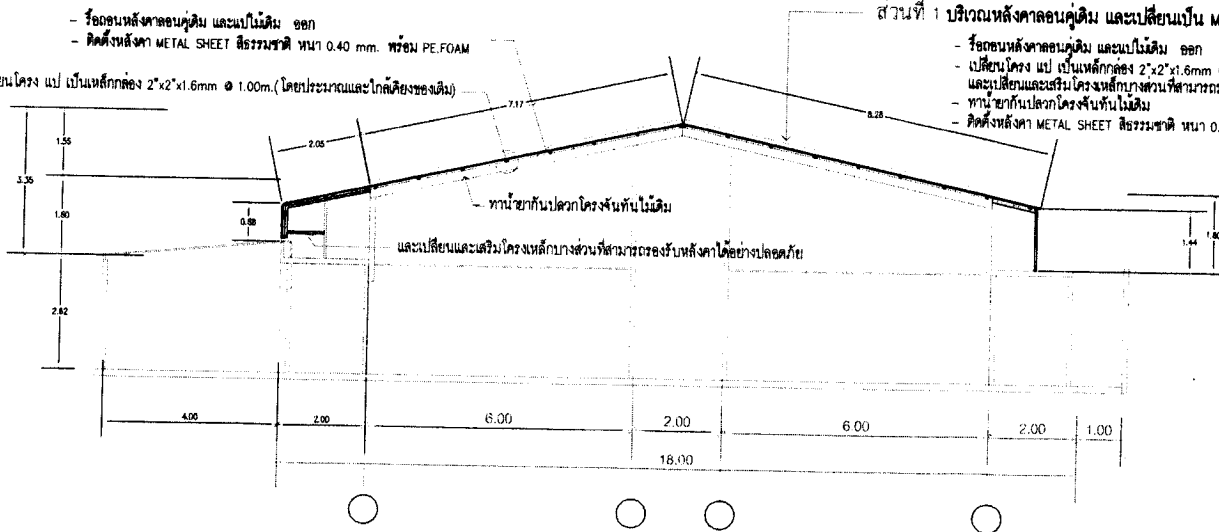 - รื้อถอนหลังคาลอนคู่เดิม และแปไม้เดิม ออก
- ติดตั้งหลังคา METAL SHEET สีธรรมชาติ หนา 0.40 mm. พร้อม PE.FOAM
โครง แป เป็นเหล็กกล่อง 2"x2"x1.6mm @ 1.00m.(โดยประมาณและใกล้เคียงของเดิม)
ส่วนที่ 1 บริเวณหลังคาลอนคู่เดิม และเปลี่ยนเป็น
- รื้อถอนหลังคาลอนคู่เดิม และแปไม้เดิม ออก
- เปลี่ยนโครง แป เป็นเหล็กกล่อง 2"x2"x1.6mm
และเปลี่ยนและเสริมโครงเหล็กบางส่วนที่สามารถ
- ทาน้ำยากันปลวกโครงจันทันไม้เดิม
- ติดตั้งหลังคา METAL SHEET สีธรรมชาติ หนา 0.
7.17
8.28
2.05
1.55
3.35
1.80
0.68
ทาน้ำยากันปลวกโครงจันทันไม้เดิม
และเปลี่ยนและเสริมโครงเหล็กบางส่วนที่สามารถรองรับหลังคาได้อย่างปลอดภัย
1.44
1.80
2.62
4.00
2.00
6.00
2.00
6.00
2.00
1.00
18.00